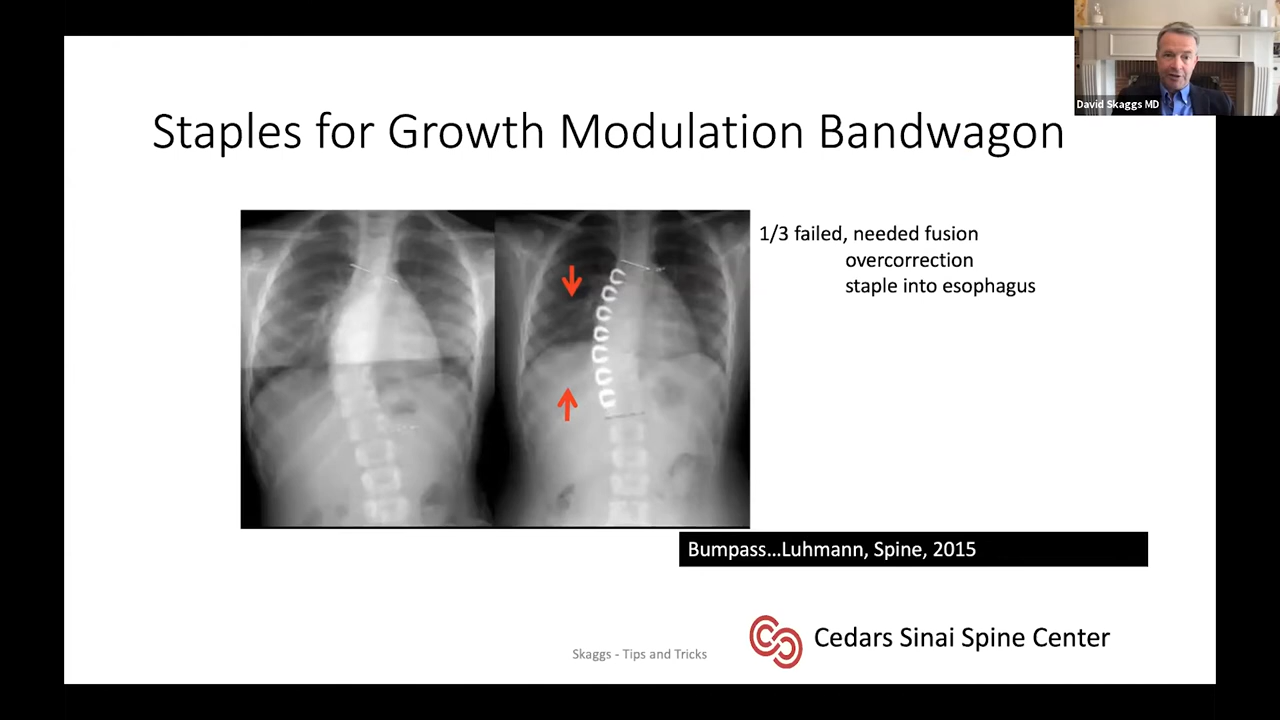 David Skaggs MD
Staples for Growth Modulation Bandwagon
1/3 failed, needed fusion
overcorrection
staple into esophagus
Bumpass...Luhmann, Spine, 2015
Cedars Sinai Spine Center
Skaggs - Tips and Tricks